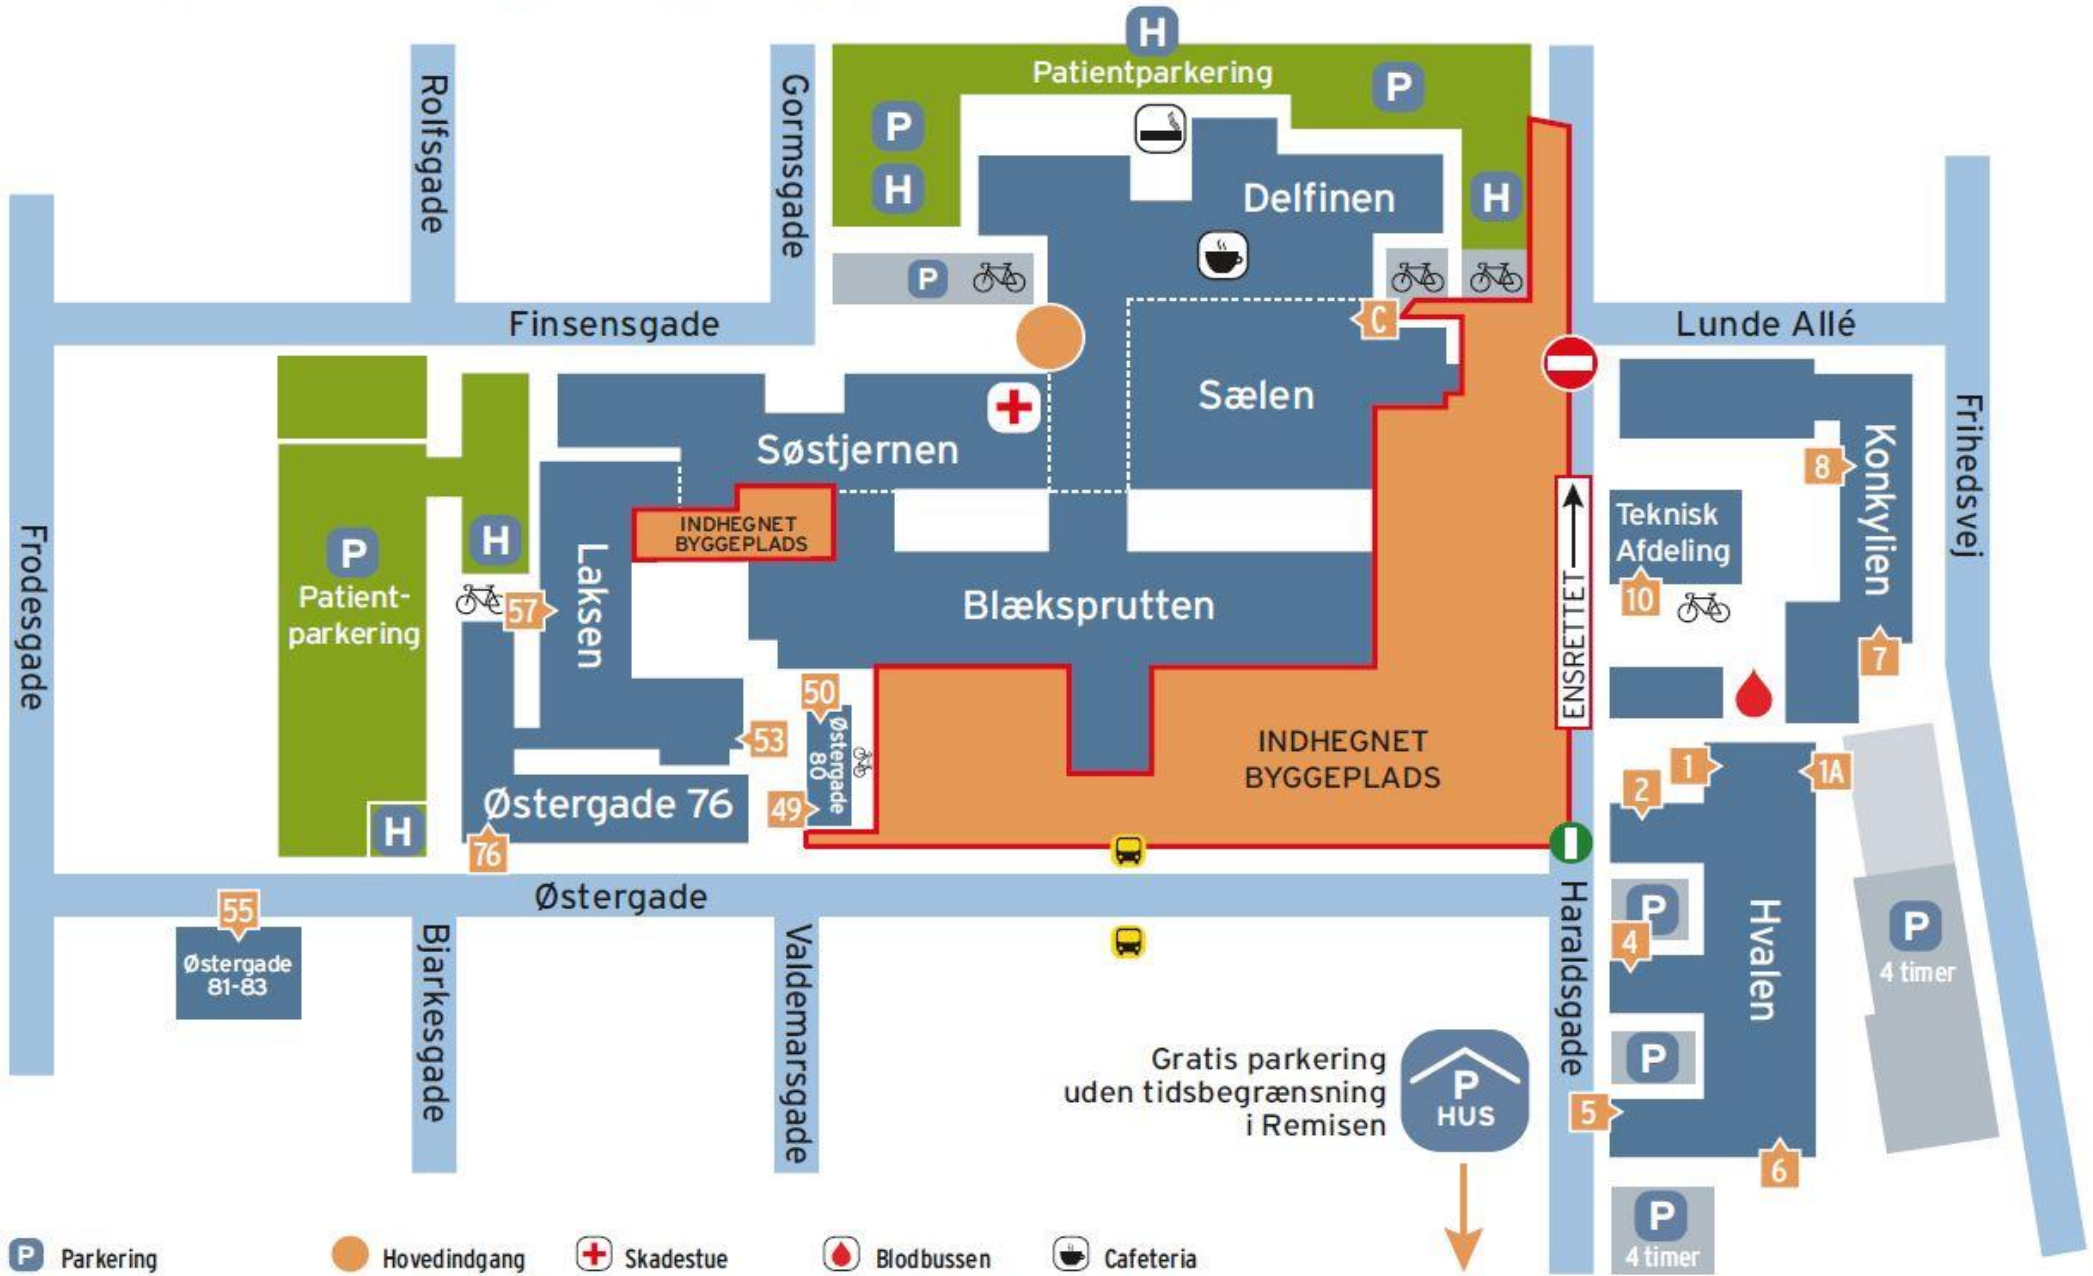 H
Patientparkering
P
P
H
H
Delfinen
Rolfsgade
Gormsgade
P
C
Finsensgade
Lunde Allé
Sælen
Søstjernen
Konkylien
Frihedsvej
8
INDHEGNET
BYGGEPLADS
Teknisk
Afdeling
10
H
P
Patient-
parkering
57
Laksen
Blæksprutten
ENSRETTET
Frodesgade
7
50
53
Østergade
80
49
INDHEGNET
BYGGEPLADS
1
1A
2
Østergade 76
H
76
Østergade
55
Østergade
81-83
Bjarkesgade
Valdemarsgade
Haraldsgade
P
4
Hvalen
P
4 timer
Gratis parkering
uden tidsbegrænsning
i Remisen
P
HUS
P
5
6
P
4 timer
P Parkering
Hovedindgang
Skadestue
Blodbussen
Cafeteria